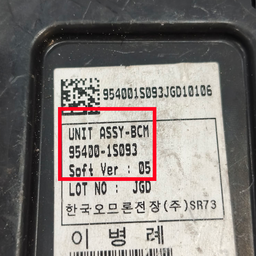 954001S093JGD10106
UNIT ASSY-BCM
95400-1S093
Soft Ver : 05
LOT NO : JGD
한국오므론전장(주) SR73
이 병 례